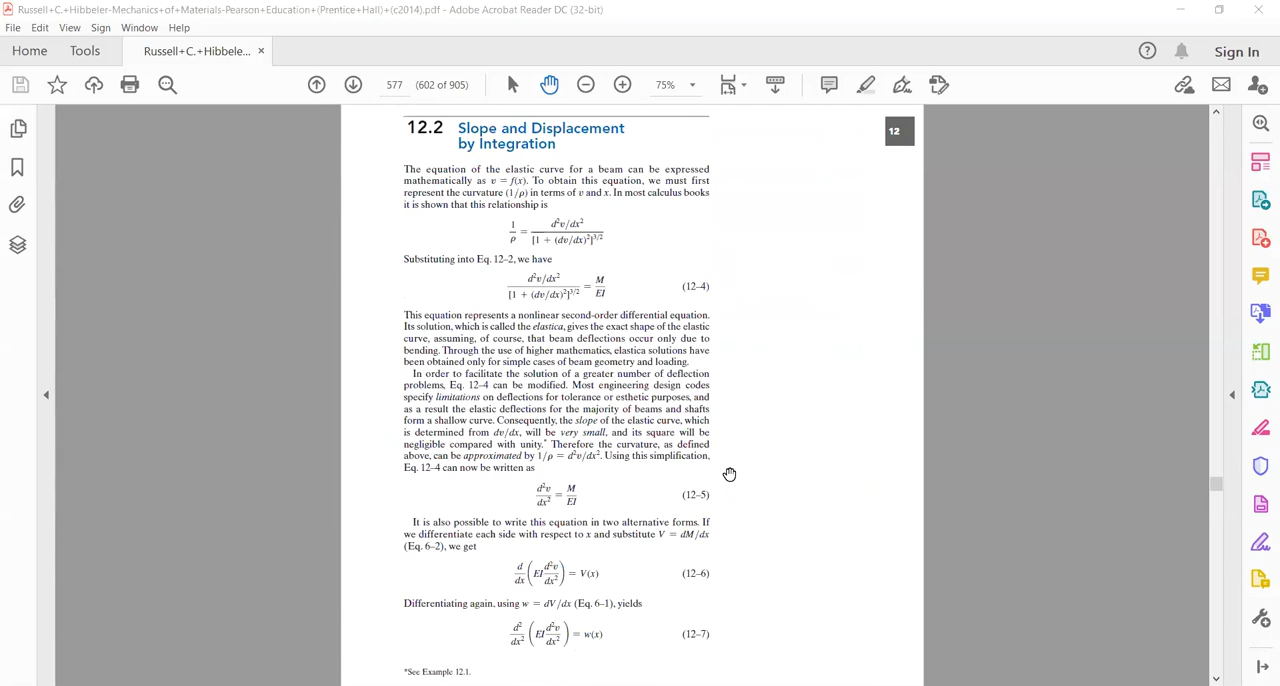 Russell+C.+Hibbeler-Mechanics+of+Materials-Pearson+Education+(Prentice+Hall)+(c2014).pdf - Adobe Acrobat Reader DC (32-bit)
File Edit View Sign Window Help
Home Tools Russell+C.+Hibbele... × Sign In
577 (602 of 905) 75%
12.2 Slope and Displacement
by Integration
12
The equation of the elastic curve for a beam can be expressed
mathematically as v = f(x). To obtain this equation, we must first
represent the curvature (1/ρ) in terms of v and x. In most calculus books
it is shown that this relationship is
1/ρ = d²v/dx² / [1 + (dv/dx)²]^3/2
Substituting into Eq. 12–2, we have
d²v/dx² / [1 + (dv/dx)²]^3/2 = M/EI (12–4)
This equation represents a nonlinear second-order differential equation.
Its solution, which is called the elastica, gives the exact shape of the elastic
curve, assuming, of course, that beam deflections occur only due to
bending. Through the use of higher mathematics, elastica solutions have
been obtained only for simple cases of beam geometry and loading.
In order to facilitate the solution of a greater number of deflection
problems, Eq. 12–4 can be modified. Most engineering design codes
specify limitations on deflections for tolerance or esthetic purposes, and
as a result the elastic deflections for the majority of beams and shafts
form a shallow curve. Consequently, the slope of the elastic curve, which
is determined from dv/dx, will be very small, and its square will be
negligible compared with unity.* Therefore the curvature, as defined
above, can be approximated by 1/ρ = d²v/dx². Using this simplification,
Eq. 12–4 can now be written as
d²v/dx² = M/EI (12–5)
It is also possible to write this equation in two alternative forms. If
we differentiate each side with respect to x and substitute V = dM/dx
(Eq. 6–2), we get
d/dx (EI d²v/dx²) = V(x) (12–6)
Differentiating again, using w = dV/dx (Eq. 6–1), yields
d²/dx² (EI d²v/dx²) = w(x) (12–7)
*See Example 12.1.